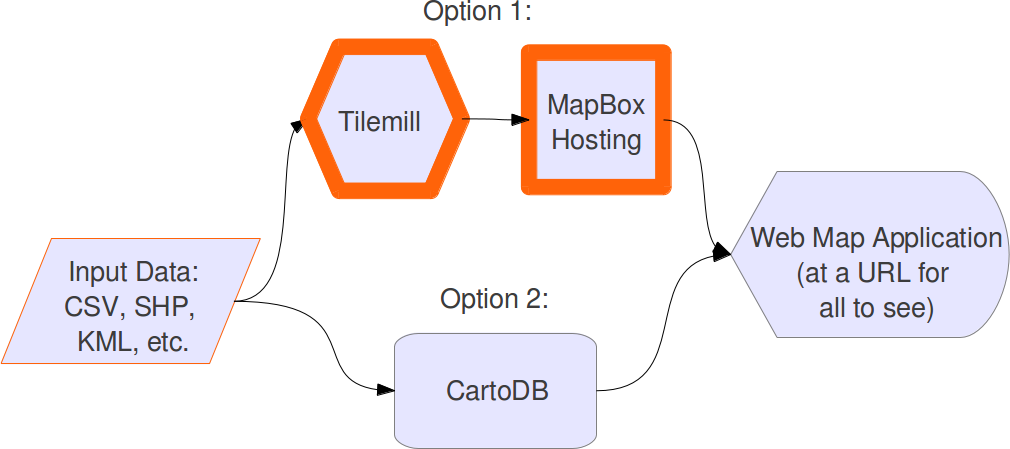 Option 1:
Tilemill
MapBox
Hosting
Input Data:
CSV, SHP,
KML, etc.
Option 2:
CartoDB
Web Map Application
(at a URL for
all to see)